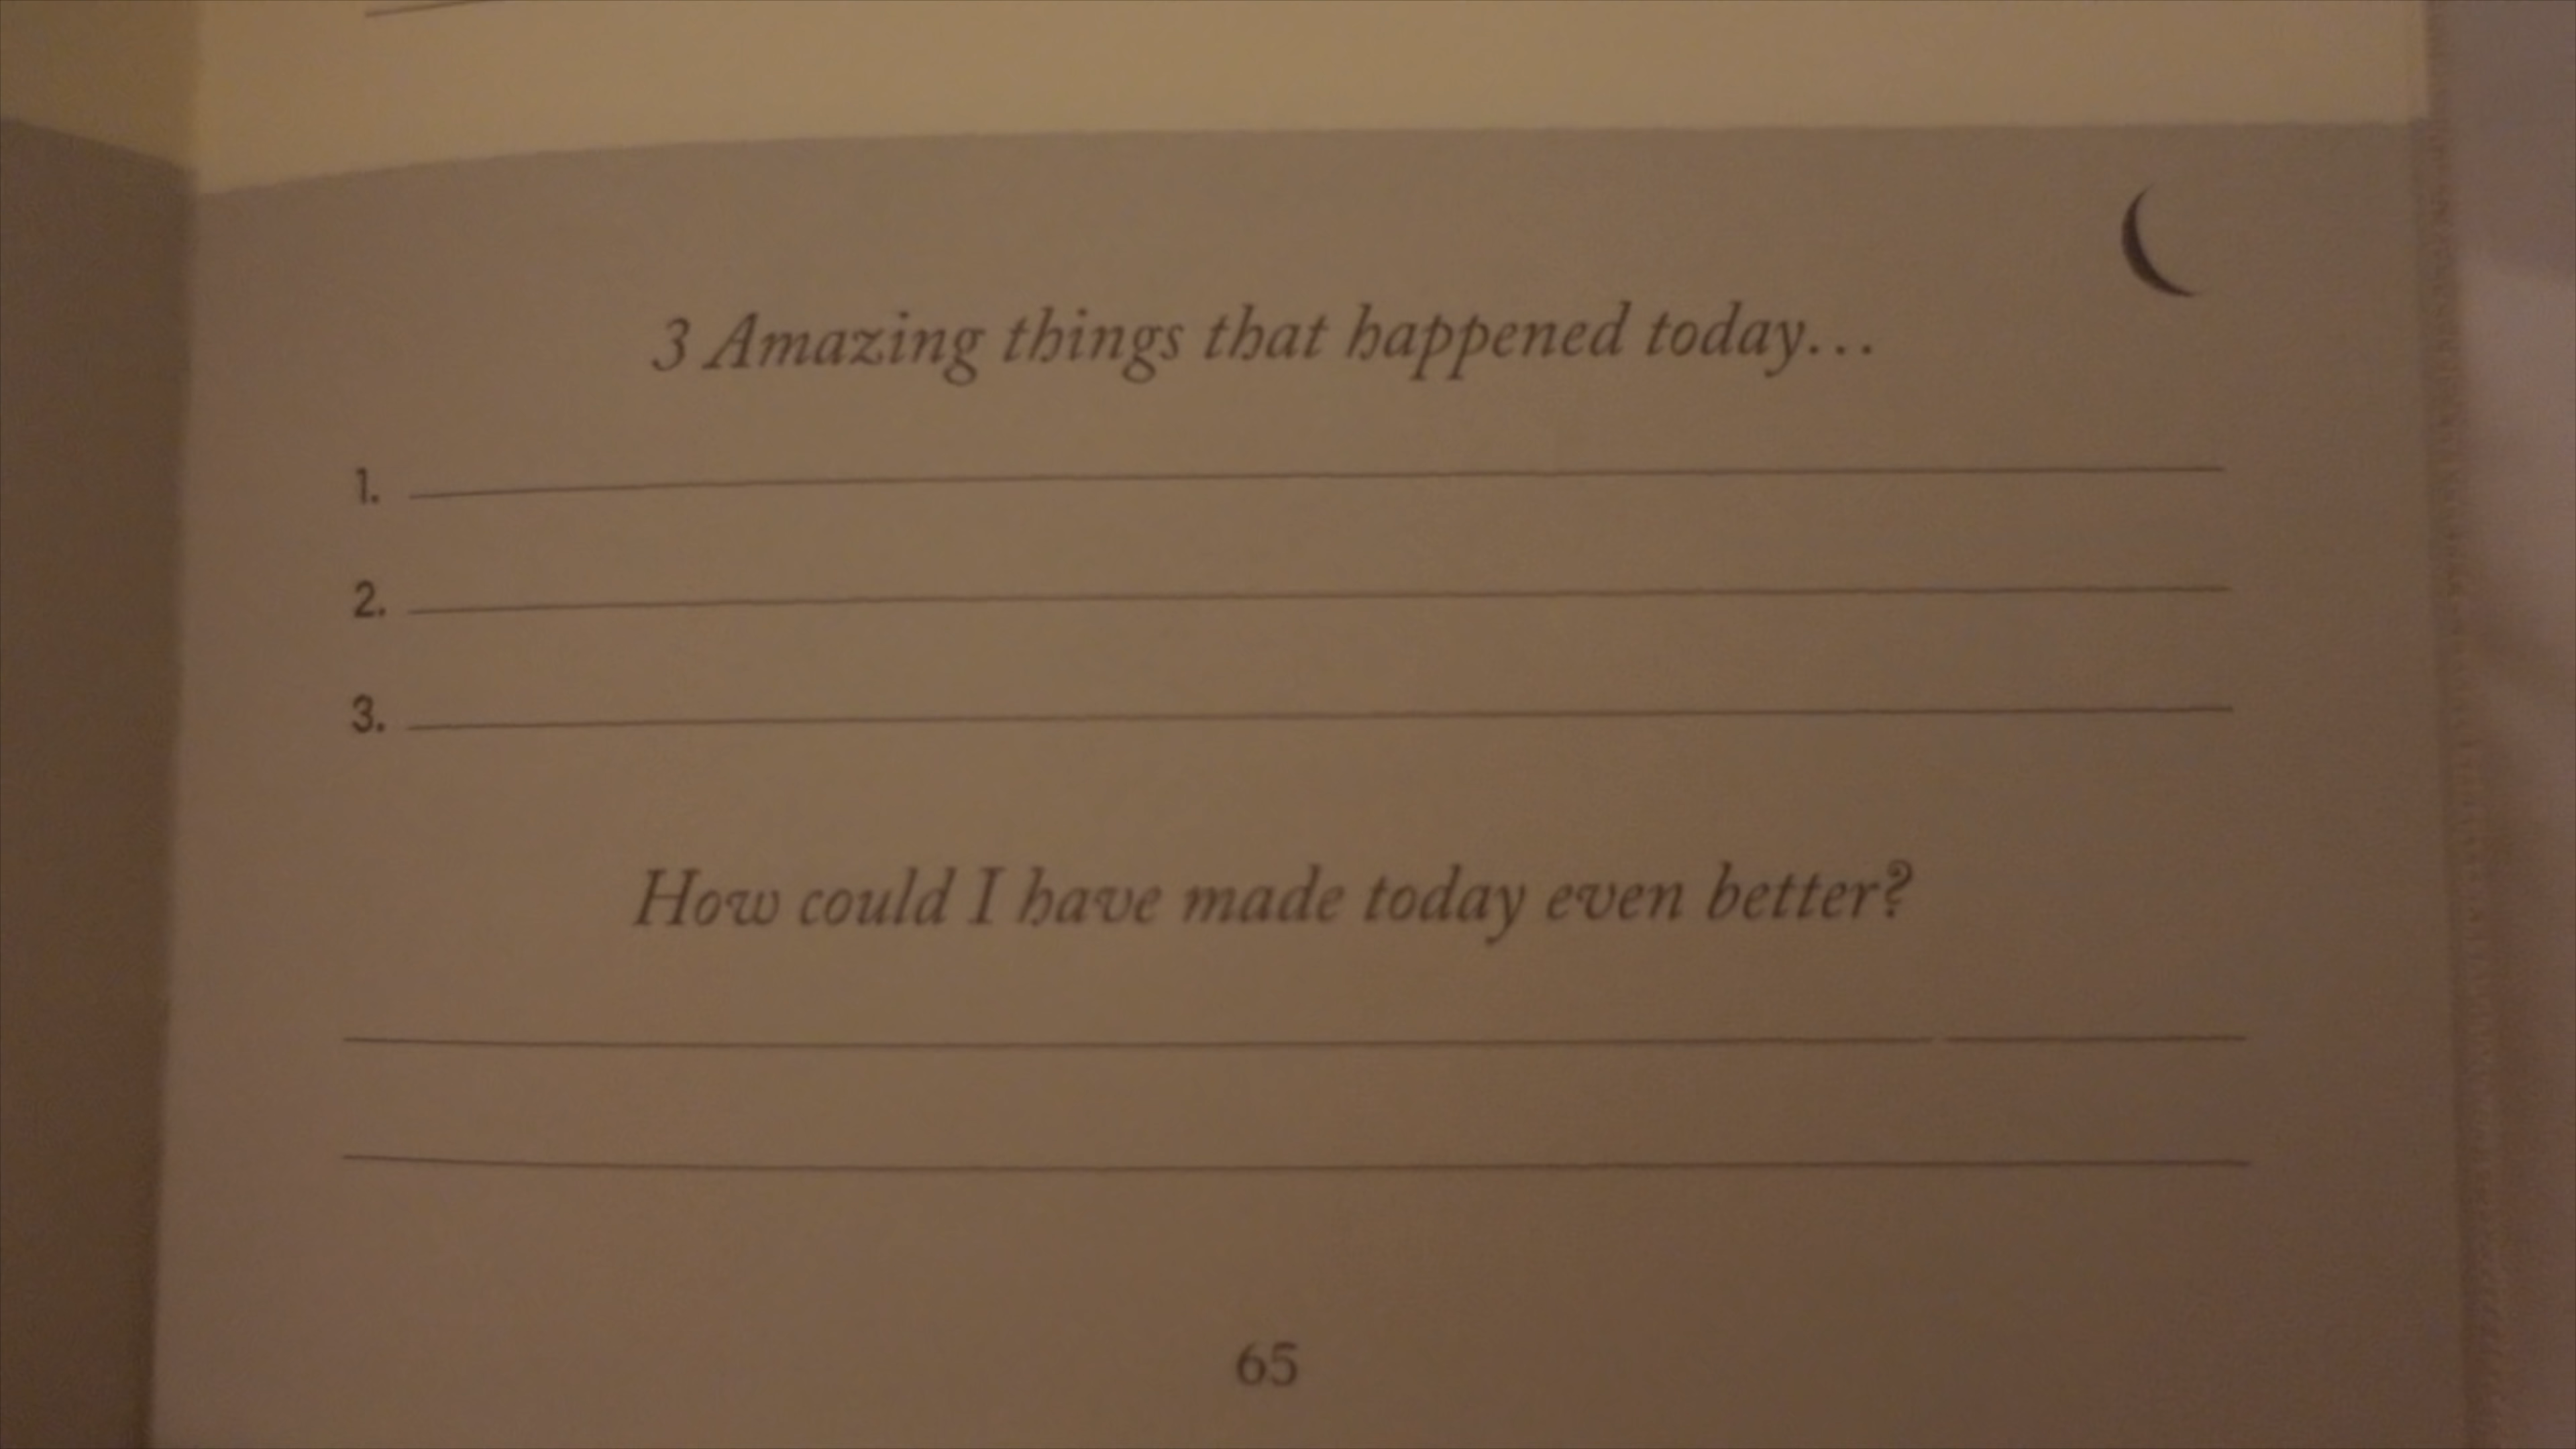 3 Amazing things that happened today...
1.
2.
3.
How could I have made today even better?
65